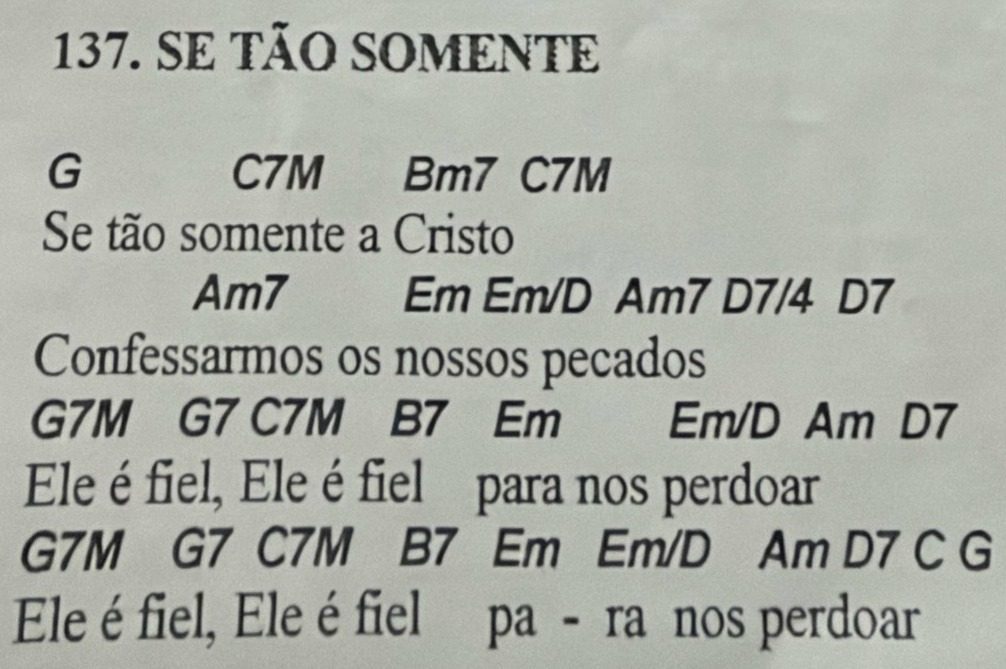 137. SE TÃO SOMENTE
G C7M Bm7 C7M
Se tão somente a Cristo
Am7 Em Em/D Am7 D7/4 D7
Confessarmos os nossos pecados
G7M G7 C7M B7 Em Em/D Am D7
Ele é fiel, Ele é fiel para nos perdoar
G7M G7 C7M B7 Em Em/D Am D7 C G
Ele é fiel, Ele é fiel pa - ra nos perdoar